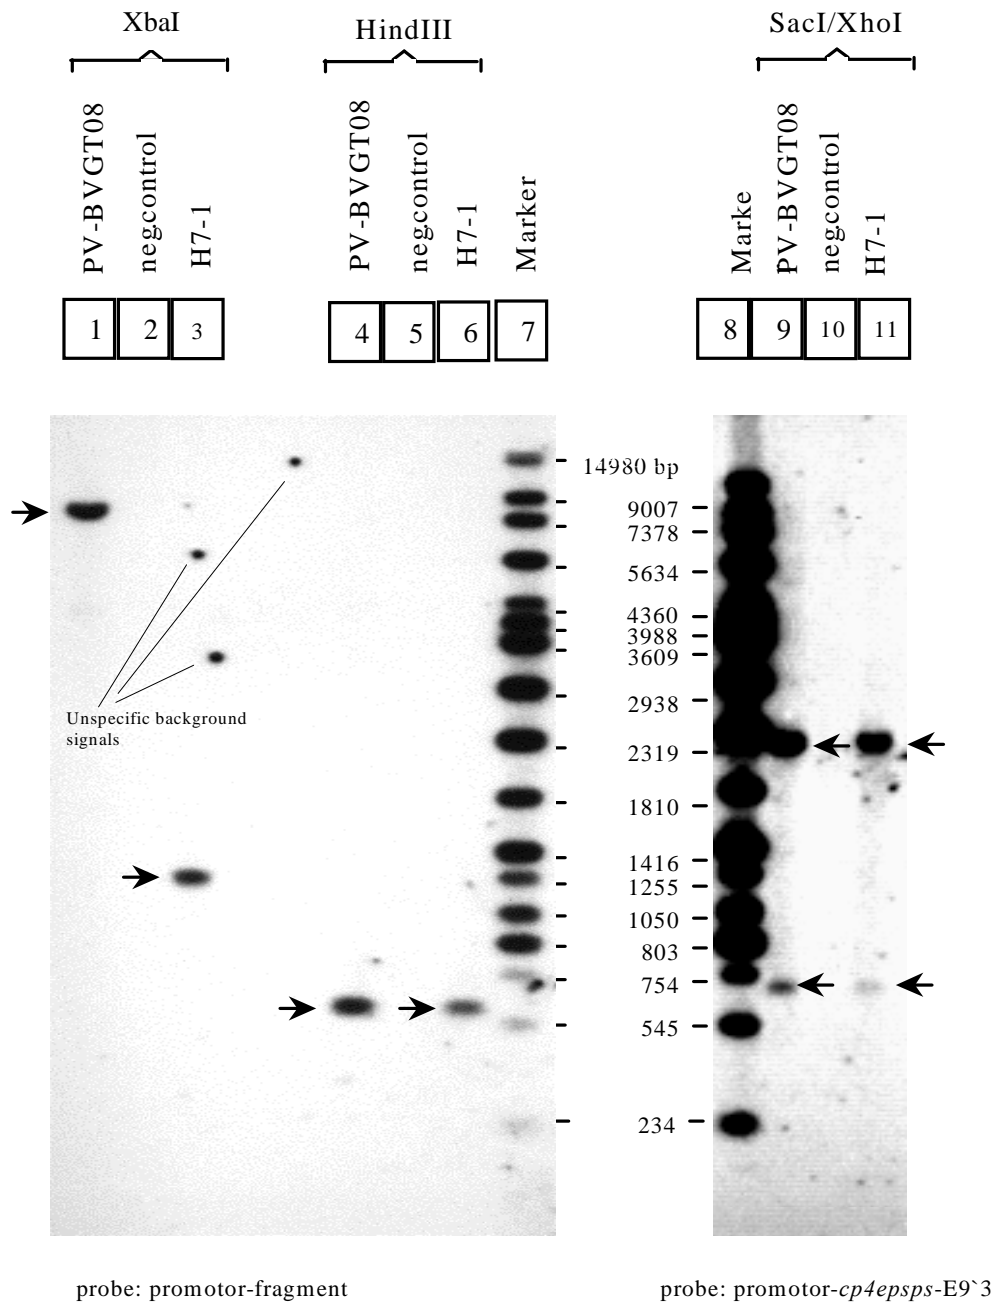 XbaI
HindIII
SacI/XhoI
PV-BVGT08
negcontrol
H7-1
PV-BVGT08
negcontrol
H7-1
Marker
Marke
PV-BVGT08
negcontrol
H7-1
1 2 3 4 5 6 7 8 9 10 11
14980 bp
9007
7378
5634
4360
3988
3609
2938
2319
1810
1416
1255
1050
803
754
545
234
Unspecific background
signals
probe: promotor-fragment
probe: promotor-cp4epsps-E9`3